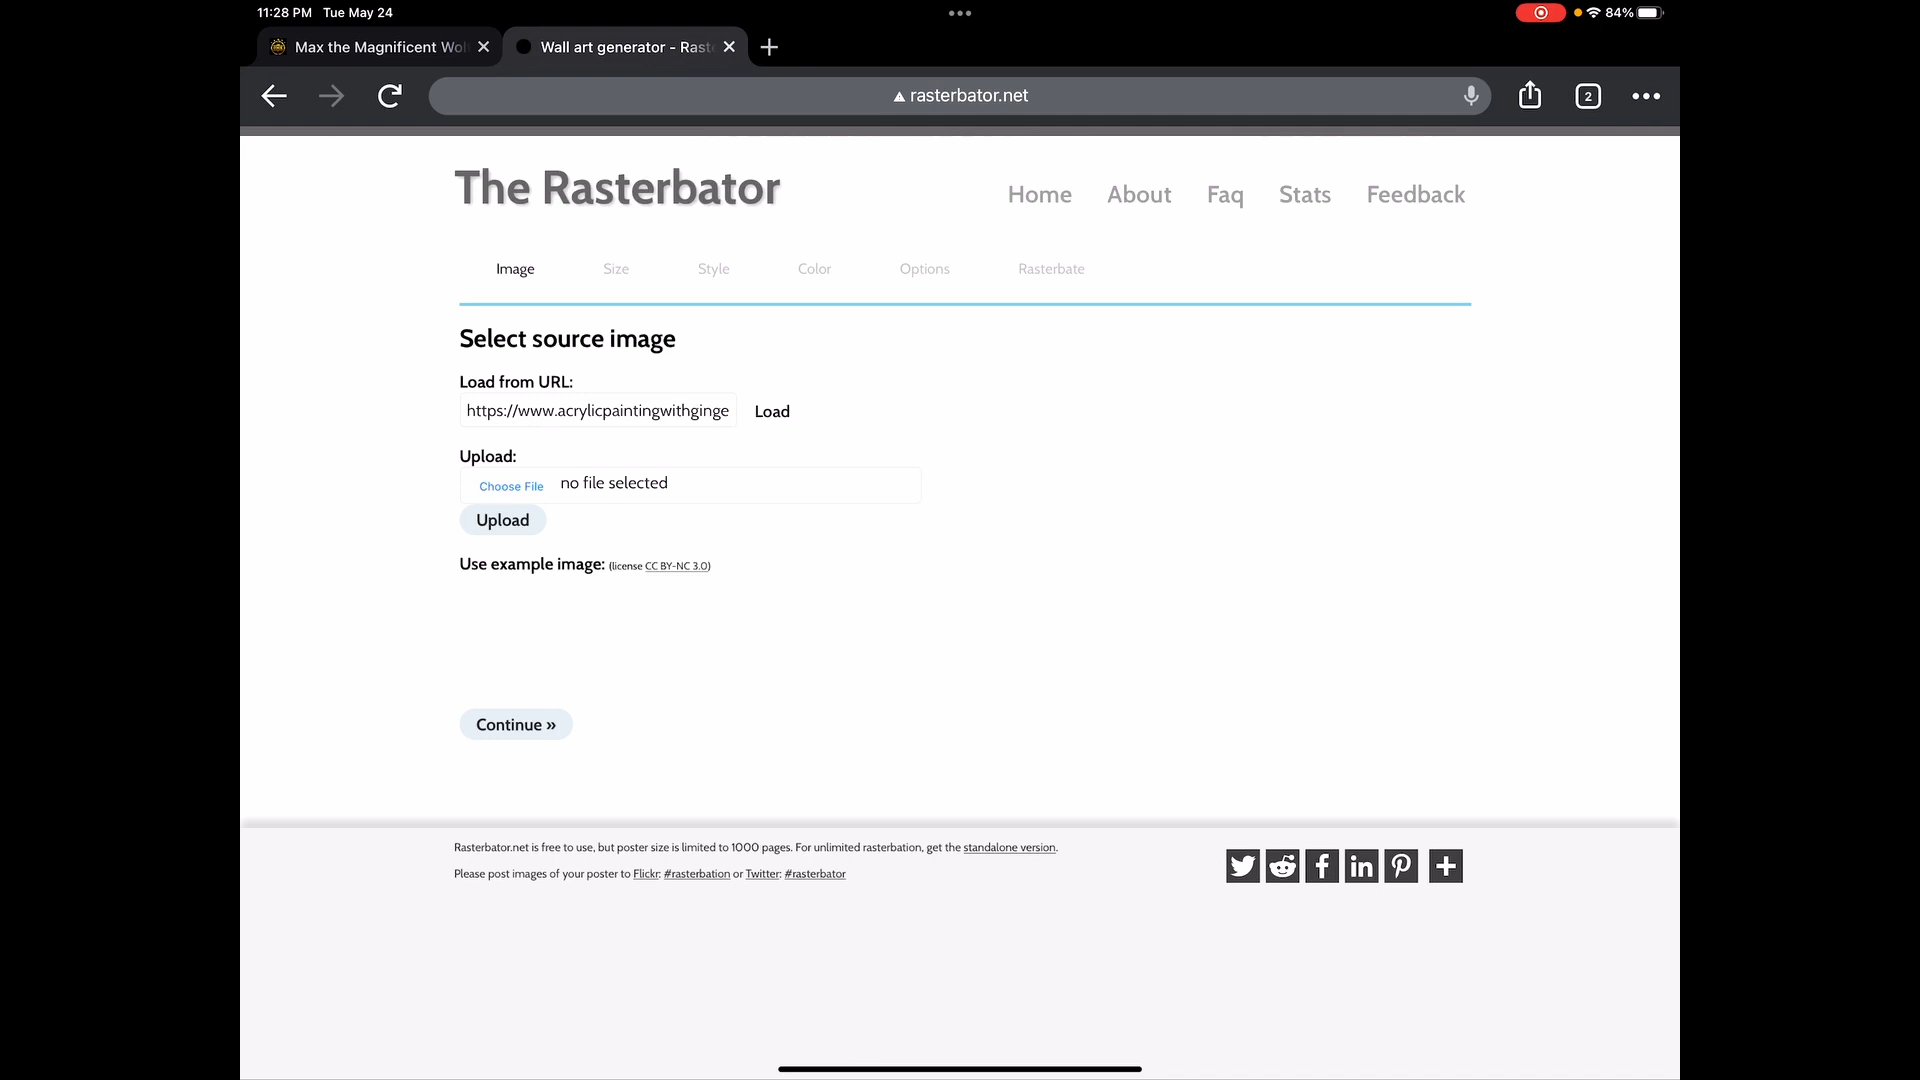 11:28 PM Tue May 24
84%
Max the Magnificent Wol
Wall art generator - Rast
rasterbator.net
2
The Rasterbator
Home About Faq Stats Feedback
Image Size Style Color Options Rasterbate
Select source image
Load from URL:
https://www.acrylicpaintingwithginge Load
Upload:
Choose File no file selected
Upload
Use example image: (license CC BY-NC 3.0)
Continue »
Rasterbator.net is free to use, but poster size is limited to 1000 pages. For unlimited rasterbation, get the standalone version.
Please post images of your poster to Flickr: #rasterbation or Twitter: #rasterbator